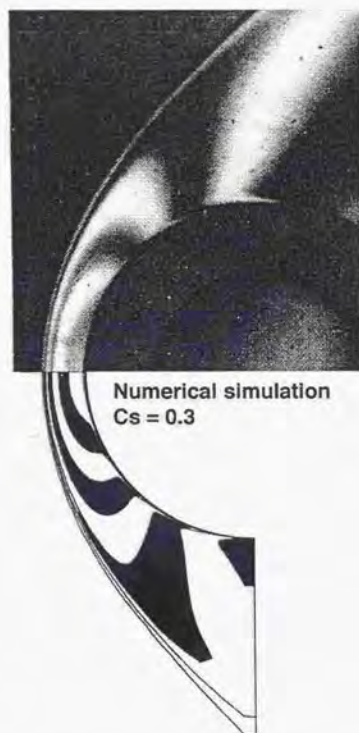 Numerical simulation
Cs = 0.3